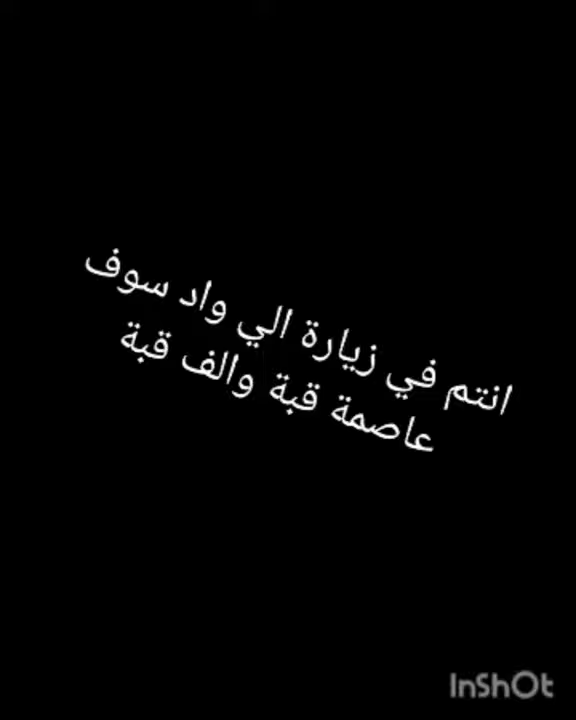 انتم في زيارة الي واد سوف
عاصمة قبة والف قبة
InShOt